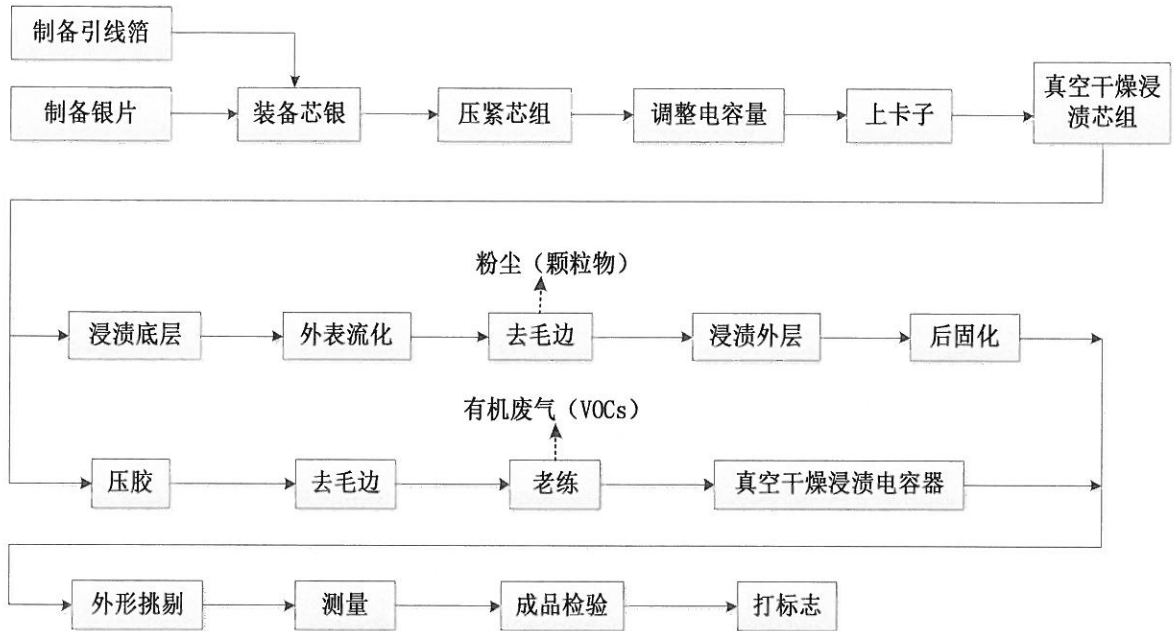 制备引线箔
制备银片
装备芯银
压紧芯组
调整电容量
上卡子
真空干燥浸
渍芯组
粉尘（颗粒物）
浸渍底层
外表流化
去毛边
浸渍外层
后固化
有机废气（VOCs）
压胶
去毛边
老练
真空干燥浸渍电容器
外形挑剔
测量
成品检验
打标志